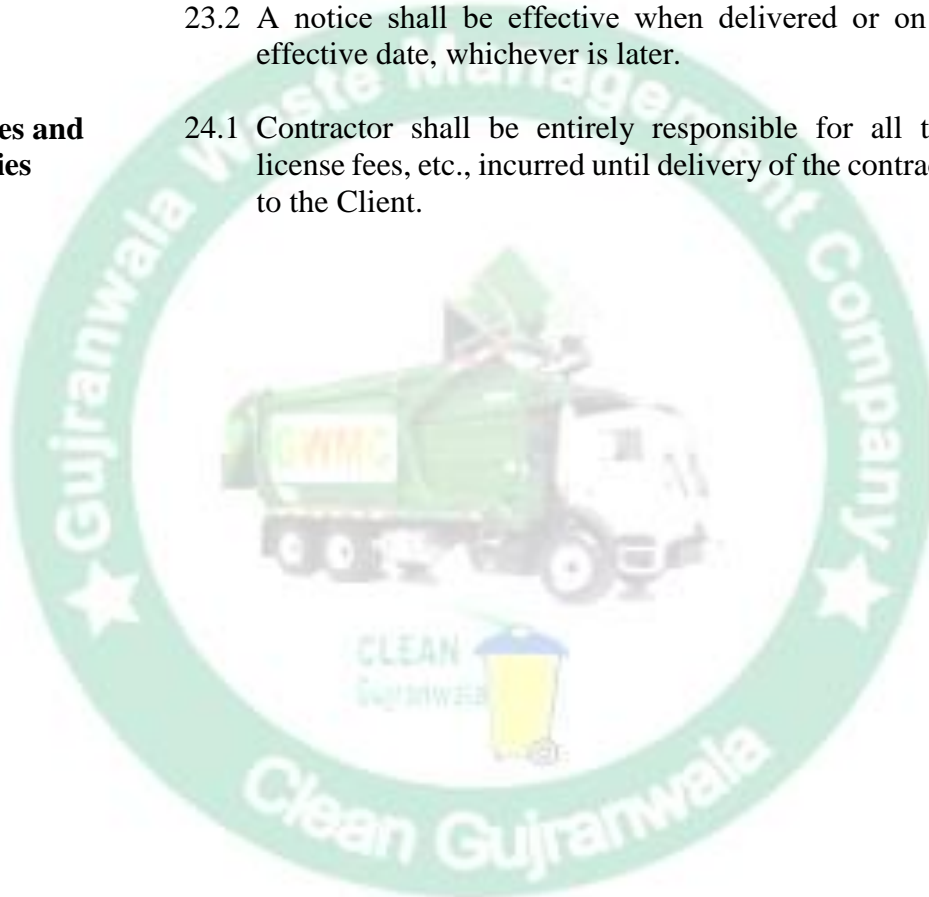 23.2 A notice shall be effective when delivered or on
effective date, whichever is later.
es and
ies
24.1 Contractor shall be entirely responsible for all t
license fees, etc., incurred until delivery of the contrac
to the Client.
Gujranwala Waste Management Company
GWMC
CLEAN
Gujranwala
Clean Gujranwala